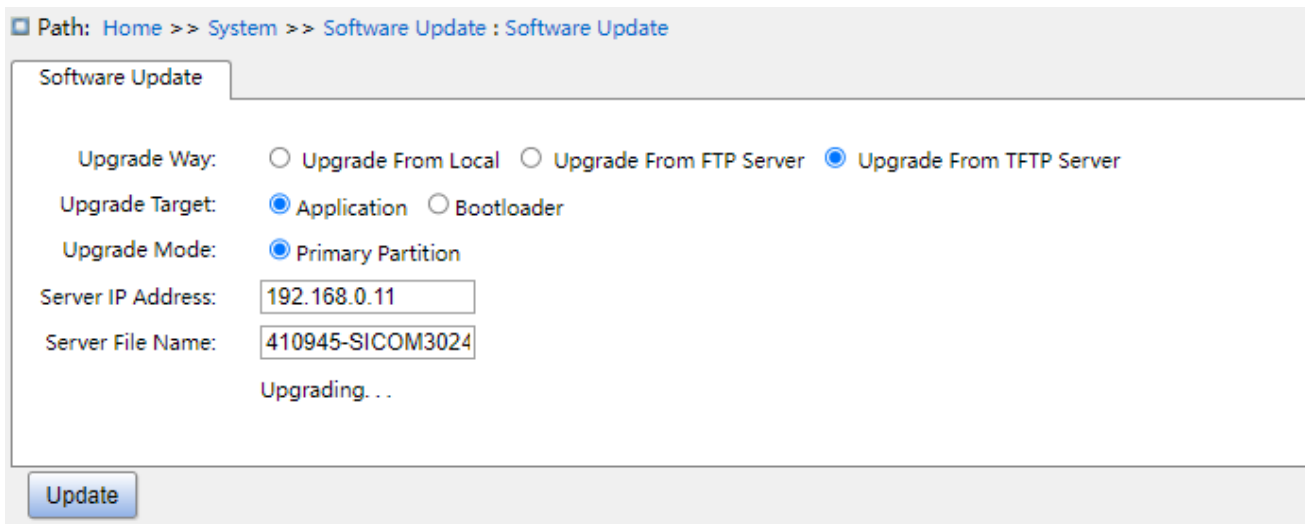 Path: Home >> System >> Software Update : Software Update
Software Update
Upgrade Way: Upgrade From Local Upgrade From FTP Server Upgrade From TFTP Server
Upgrade Target: Application Bootloader
Upgrade Mode: Primary Partition
Server IP Address: 192.168.0.11
Server File Name: 410945-SICOM3024
Upgrading. . .
Update